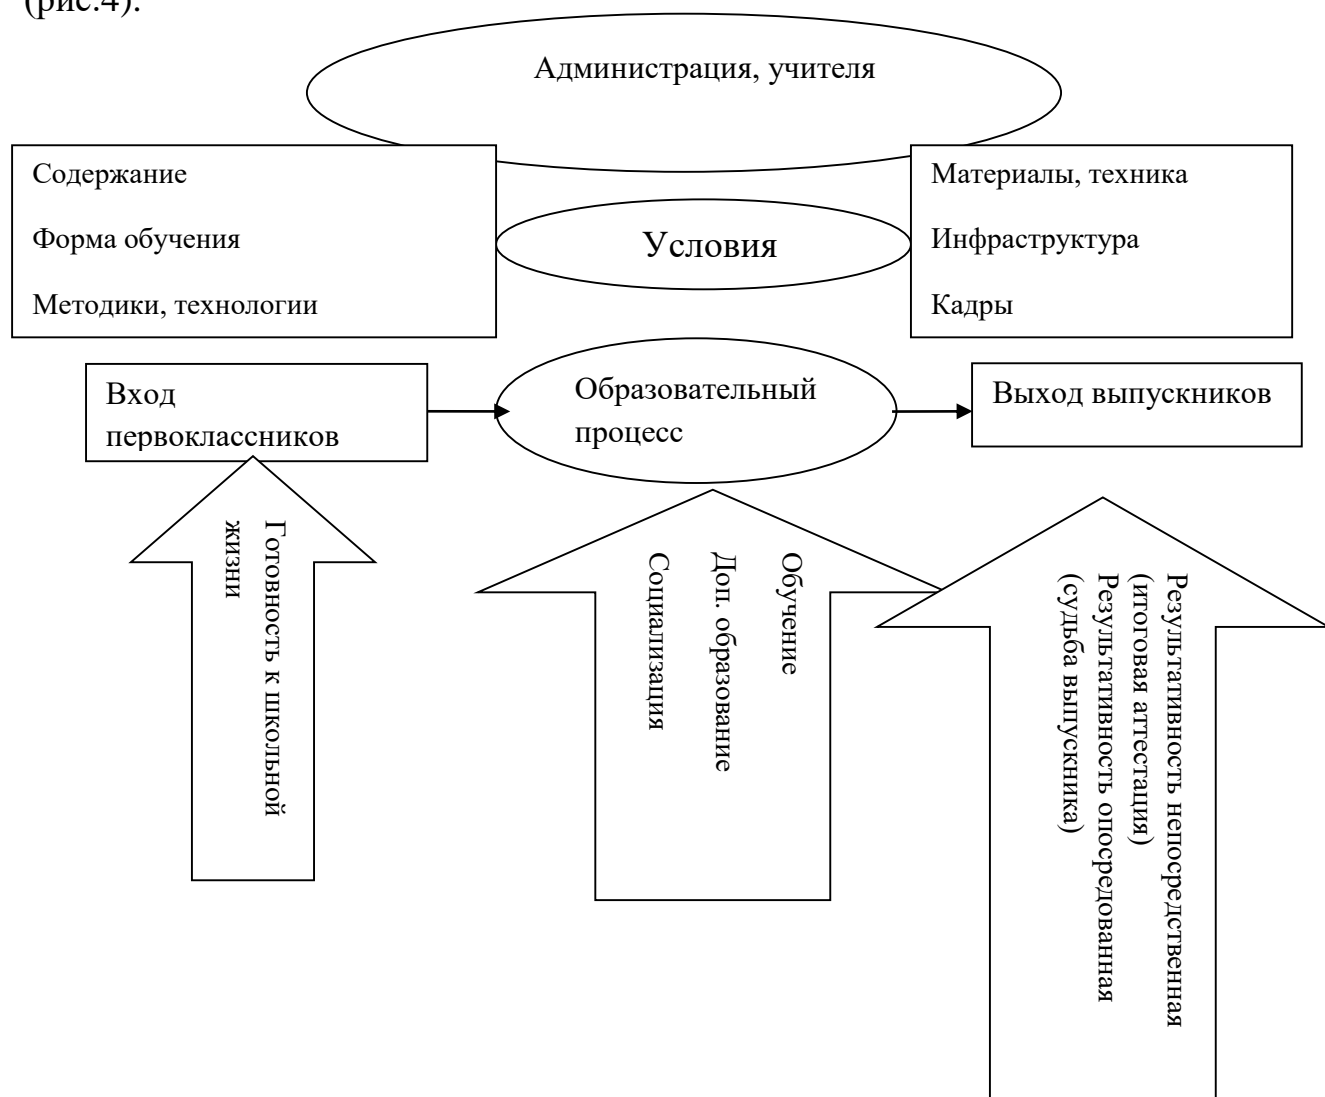 (рис.4).
Администрация, учителя
Содержание
Форма обучения
Методики, технологии
Условия
Материалы, техника
Инфраструктура
Кадры
Вход
первоклассников
Образовательный
процесс
Выход выпускников
Готовность к школьной
жизни
Обучение
Доп. образование
Социализация
Результативность непосредственная
(итоговая аттестация)
Результативность опосредованная
(судьба выпускника)